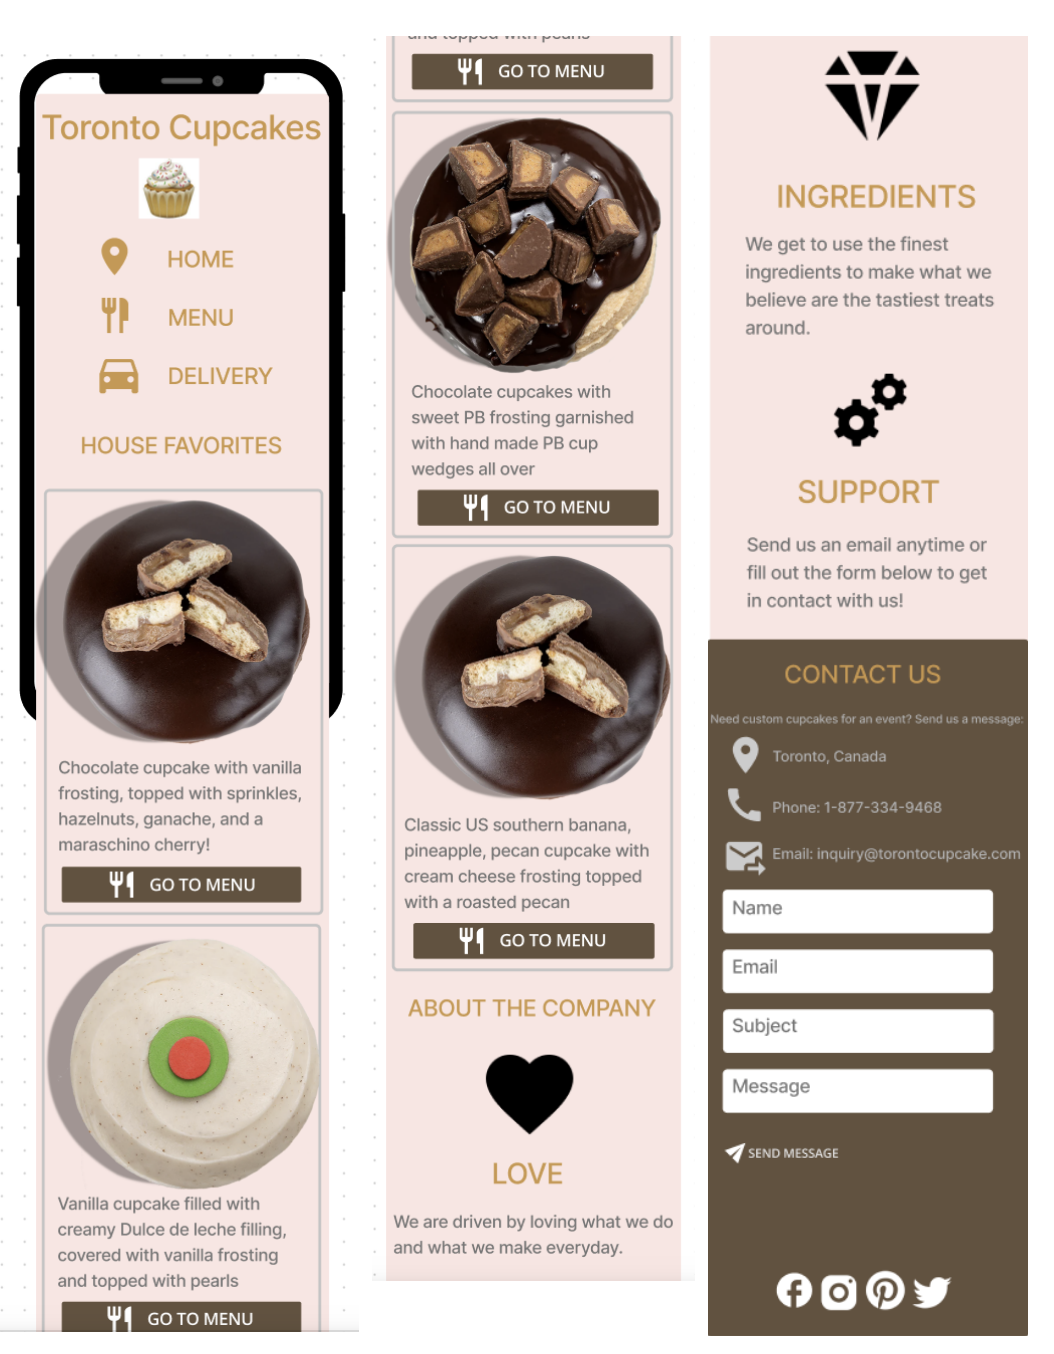 Toronto Cupcakes
HOME
MENU
DELIVERY
HOUSE FAVORITES
Chocolate cupcake with vanilla
frosting, topped with sprinkles,
hazelnuts, ganache, and a
maraschino cherry!
GO TO MENU
Vanilla cupcake filled with
creamy Dulce de leche filling,
covered with vanilla frosting
and topped with pearls
GO TO MENU
and topped with pearls
GO TO MENU
Chocolate cupcakes with
sweet PB frosting garnished
with hand made PB cup
wedges all over
GO TO MENU
Classic US southern banana,
pineapple, pecan cupcake with
cream cheese frosting topped
with a roasted pecan
GO TO MENU
ABOUT THE COMPANY
LOVE
We are driven by loving what we do
and what we make everyday.
INGREDIENTS
We get to use the finest
ingredients to make what we
believe are the tastiest treats
around.
SUPPORT
Send us an email anytime or
fill out the form below to get
in contact with us!
CONTACT US
Need custom cupcakes for an event? Send us a message:
Toronto, Canada
Phone: 1-877-334-9468
Email: inquiry@torontocupcake.com
Name
Email
Subject
Message
SEND MESSAGE